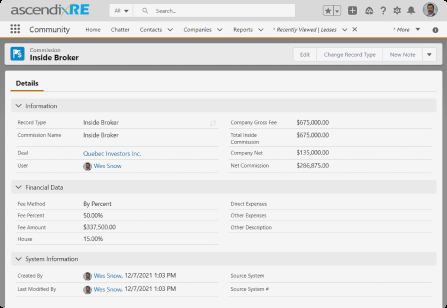 ascendixRE
All
Search...
Community
Home
Chatter
Contacts
Companies
Reports
* Recently Viewed | Leases
* More
Commission
Inside Broker
Edit
Change Record Type
New Note
Details
Information
Record Type
Inside Broker
Company Gross Fee
$675,000.00
Commission Name
Inside Broker
Total Inside
Commission
$675,000.00
Deal
Quebec Investors Inc.
Company Net
$135,000.00
User
Wes Snow
Net Commission
$286,875.00
Financial Data
Fee Method
By Percent
Direct Expenses
Fee Percent
50.00%
Other Expenses
Fee Amount
$337,500.00
Other Description
House
15.00%
System Information
Created By
Wes Snow, 12/7/2021 1:03 PM
Source System
Last Modified By
Wes Snow, 12/7/2021 1:03 PM
Source System #